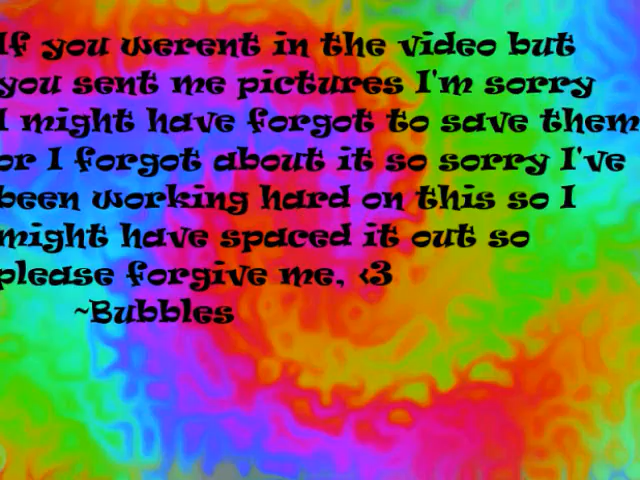 If you werent in the video but
you sent me pictures I'm sorry
I might have forgot to save them
or I forgot about it so sorry I've
been working hard on this so I
might have spaced it out so
please forgive me, <3
~Bubbles